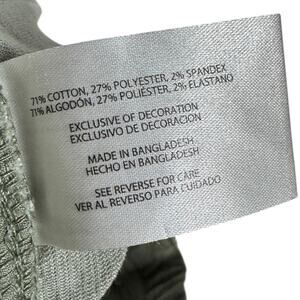 71% COTTON, 27% POLYESTER, 2% SPANDEX
71% ALGODÓN, 27% POLIÉSTER, 2% ELASTANO
EXCLUSIVE OF DECORATION
EXCLUSIVO DE DECORACION
MADE IN BANGLADESH
HECHO EN BANGLADESH
SEE REVERSE FOR CARE
VER AL REVERSO PARA CUIDADO